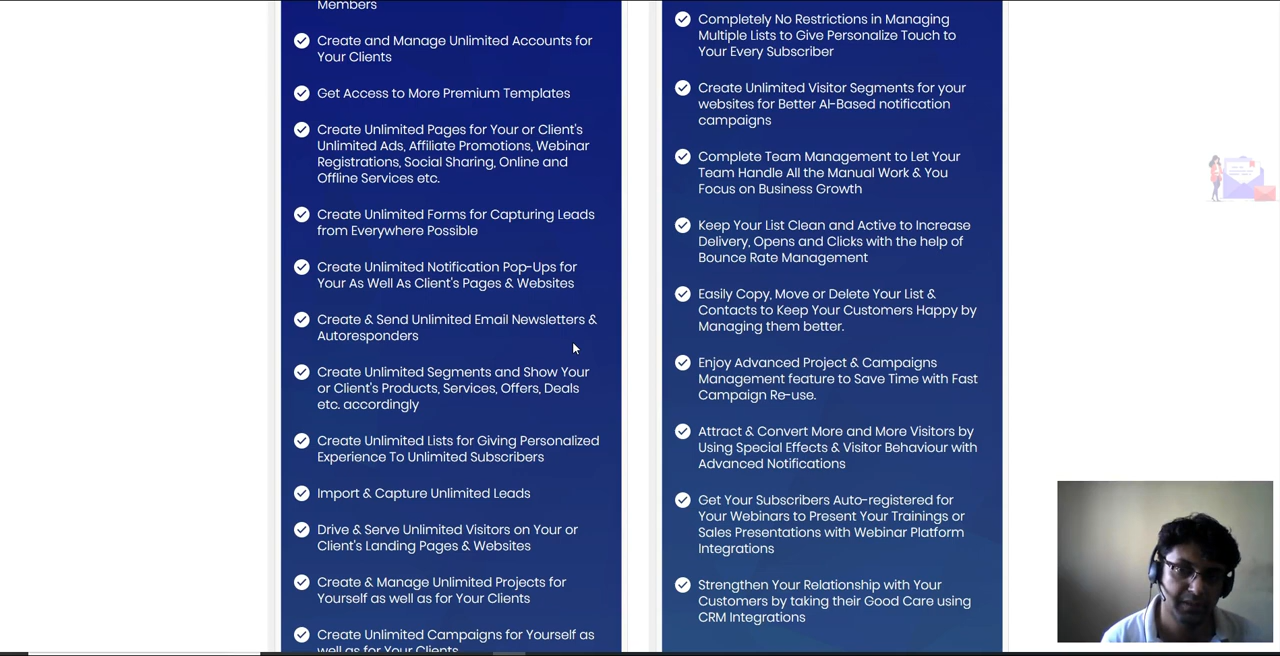 Members
Create and Manage Unlimited Accounts for
Your Clients
Get Access to More Premium Templates
Create Unlimited Pages for Your or Client's
Unlimited Ads, Affiliate Promotions, Webinar
Registrations, Social Sharing, Online and
Offline Services etc.
Create Unlimited Forms for Capturing Leads
from Everywhere Possible
Create Unlimited Notification Pop-Ups for
Your As Well As Client's Pages & Websites
Create & Send Unlimited Email Newsletters &
Autoresponders
Create Unlimited Segments and Show Your
or Client's Products, Services, Offers, Deals
etc. accordingly
Create Unlimited Lists for Giving Personalized
Experience To Unlimited Subscribers
Import & Capture Unlimited Leads
Drive & Serve Unlimited Visitors on Your or
Client's Landing Pages & Websites
Create & Manage Unlimited Projects for
Yourself as well as for Your Clients
Create Unlimited Campaigns for Yourself as
well as for Your Clients
Completely No Restrictions in Managing
Multiple Lists to Give Personalize Touch to
Your Every Subscriber
Create Unlimited Visitor Segments for your
websites for Better AI-Based notification
campaigns
Complete Team Management to Let Your
Team Handle All the Manual Work & You
Focus on Business Growth
Keep Your List Clean and Active to Increase
Delivery, Opens and Clicks with the help of
Bounce Rate Management
Easily Copy, Move or Delete Your List &
Contacts to Keep Your Customers Happy by
Managing them better.
Enjoy Advanced Project & Campaigns
Management feature to Save Time with Fast
Campaign Re-use.
Attract & Convert More and More Visitors by
Using Special Effects & Visitor Behaviour with
Advanced Notifications
Get Your Subscribers Auto-registered for
Your Webinars to Present Your Trainings or
Sales Presentations with Webinar Platform
Integrations
Strengthen Your Relationship with Your
Customers by taking their Good Care using
CRM Integrations